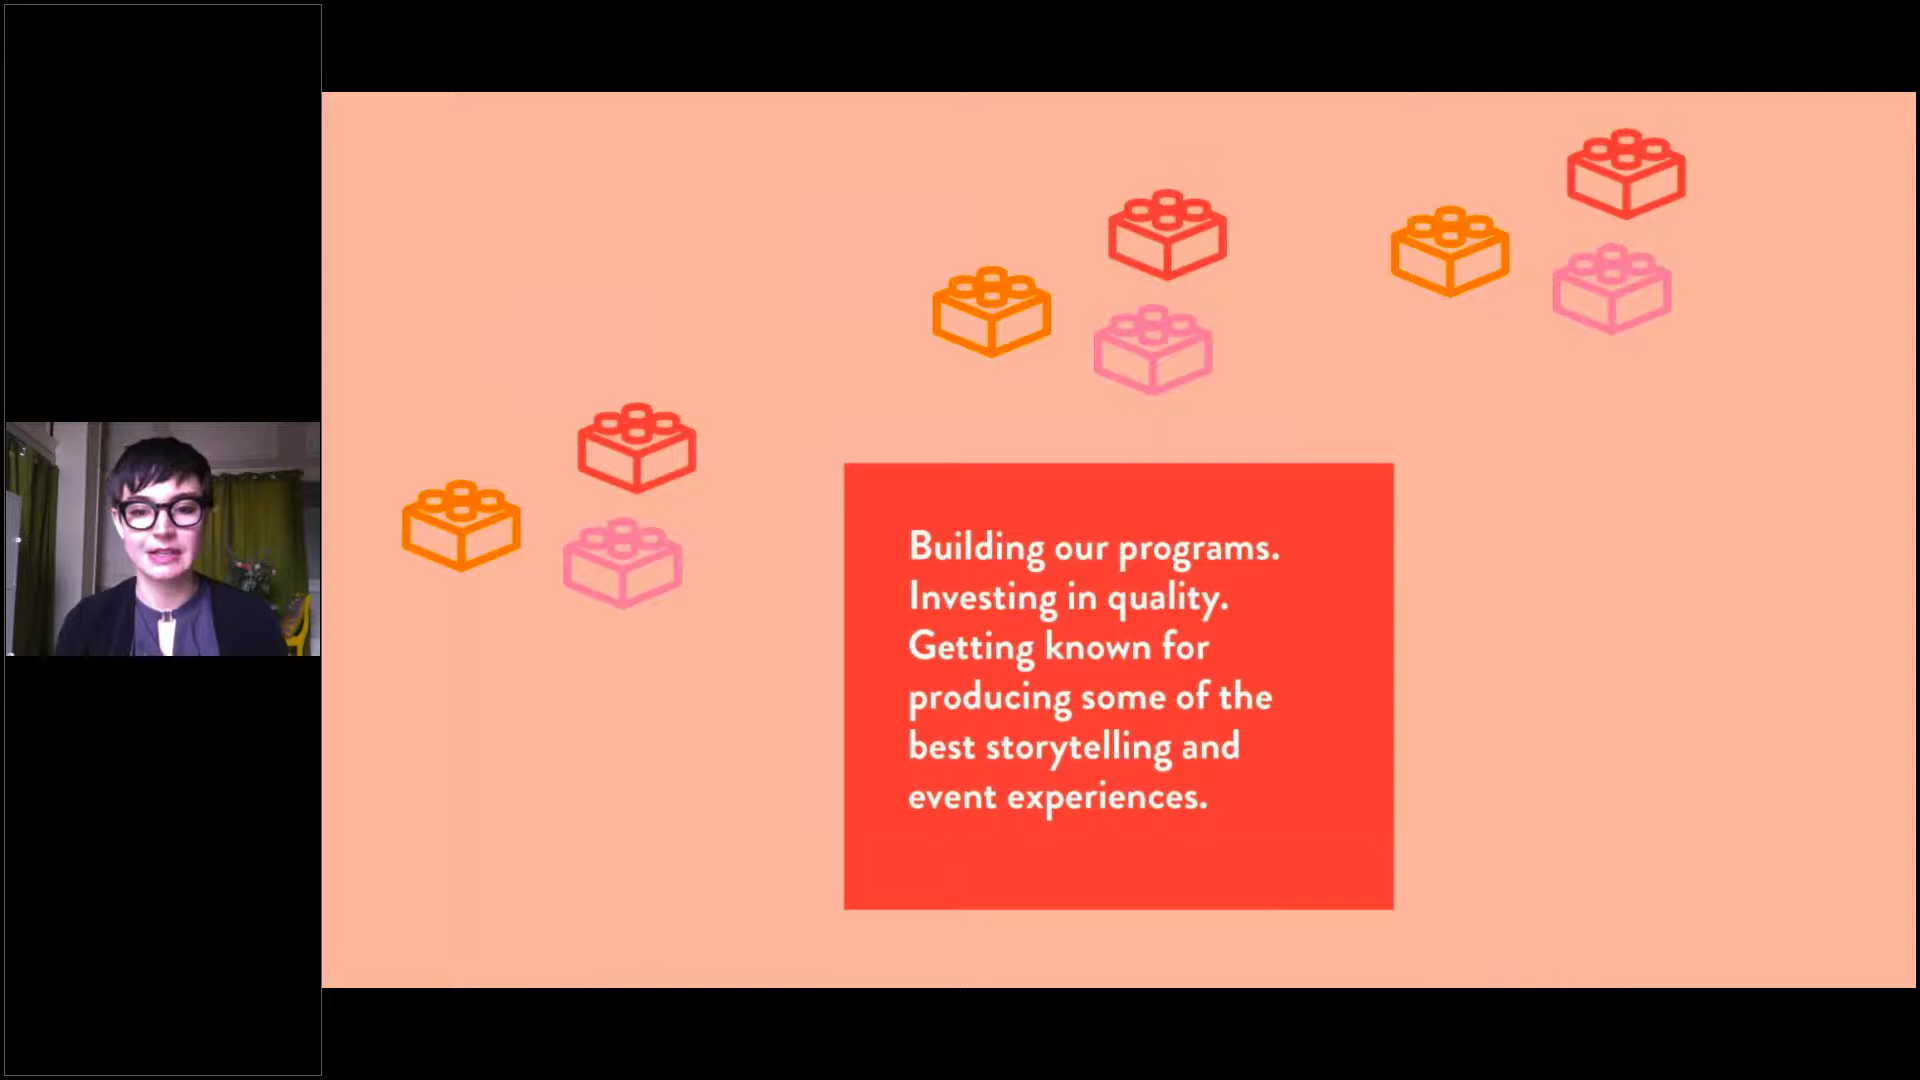 Building our programs.
Investing in quality.
Getting known for
producing some of the
best storytelling and
event experiences.